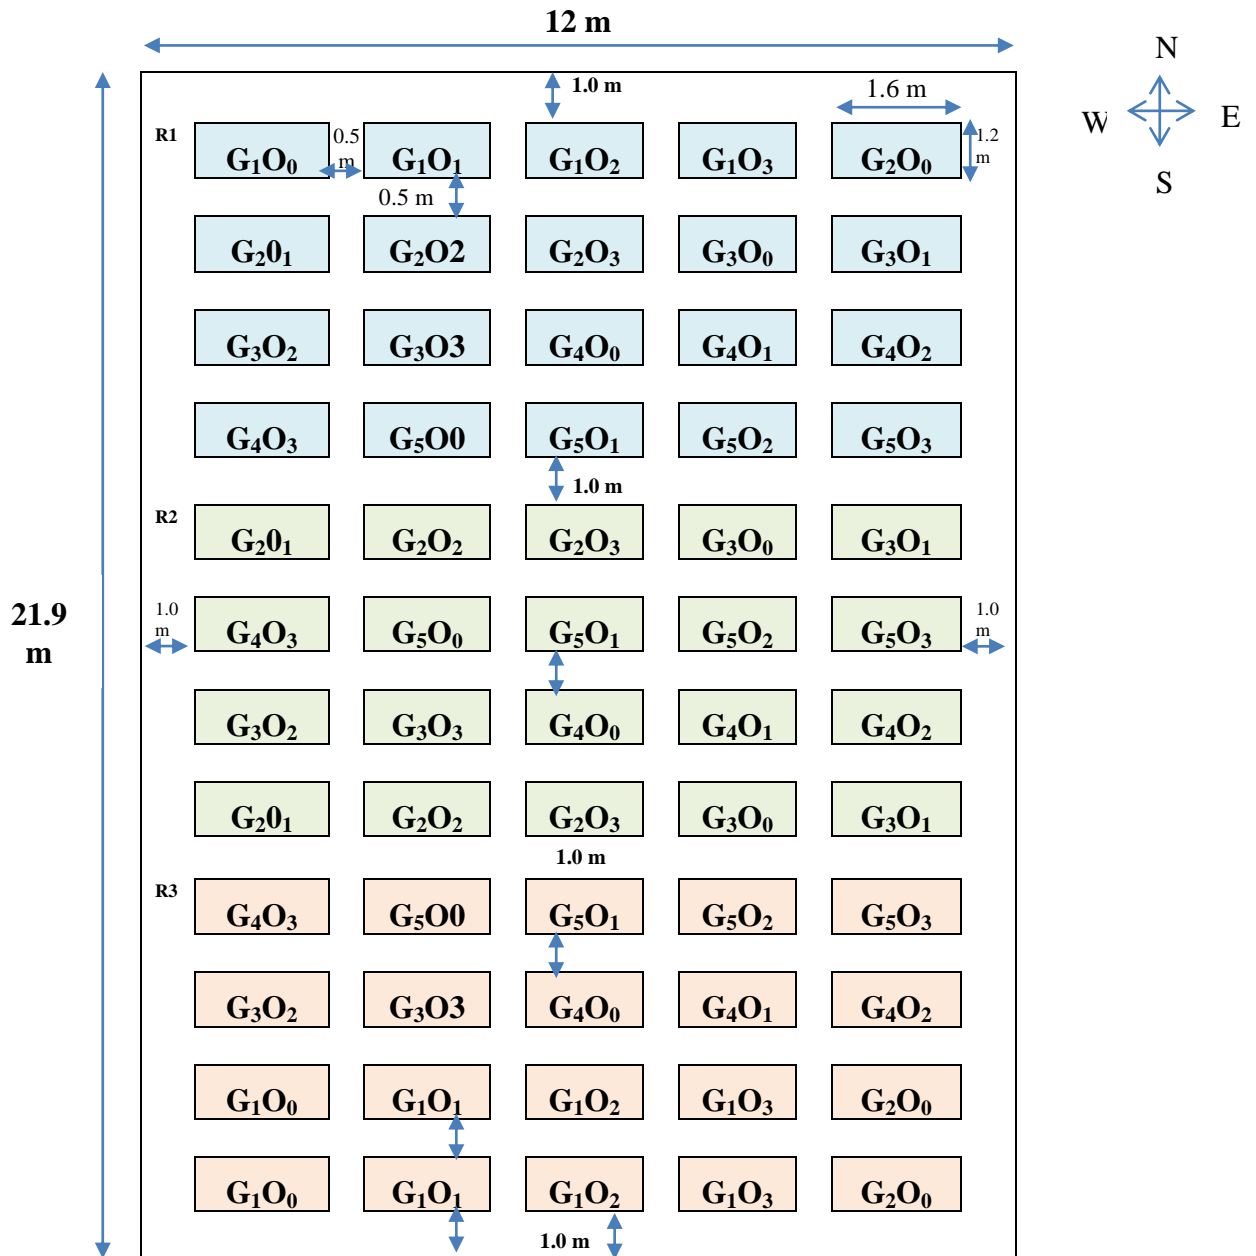 12 m
N
1.0 m
1.6 m
W E
R1
0.5 m
1.2 m
G₁O₀ G₁O₁ G₁O₂ G₁O₃ G₂O₀
S
0.5 m
G₂0₁ G₂O2 G₂O₃ G₃O₀ G₃O₁
G₃O₂ G₃O3 G₄O₀ G₄O₁ G₄O₂
G₄O₃ G₅O0 G₅O₁ G₅O₂ G₅O₃
1.0 m
R2
G₂0₁ G₂O₂ G₂O₃ G₃O₀ G₃O₁
21.9 m
1.0 m
1.0 m
G₄O₃ G₅O₀ G₅O₁ G₅O₂ G₅O₃
G₃O₂ G₃O₃ G₄O₀ G₄O₁ G₄O₂
G₂0₁ G₂O₂ G₂O₃ G₃O₀ G₃O₁
1.0 m
R3
G₄O₃ G₅O0 G₅O₁ G₅O₂ G₅O₃
G₃O₂ G₃O3 G₄O₀ G₄O₁ G₄O₂
G₁O₀ G₁O₁ G₁O₂ G₁O₃ G₂O₀
G₁O₀ G₁O₁ G₁O₂ G₁O₃ G₂O₀
1.0 m